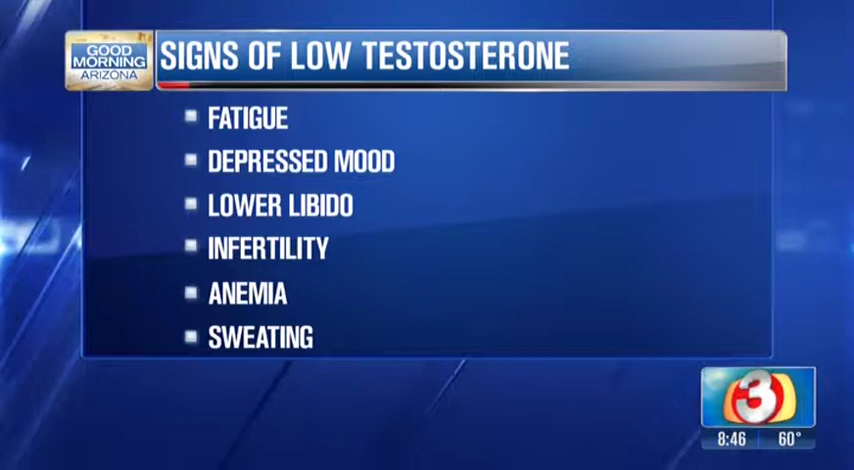 GOOD
MORNING
ARIZONA
SIGNS OF LOW TESTOSTERONE
FATIGUE
DEPRESSED MOOD
LOWER LIBIDO
INFERTILITY
ANEMIA
SWEATING
3
8:46 60°